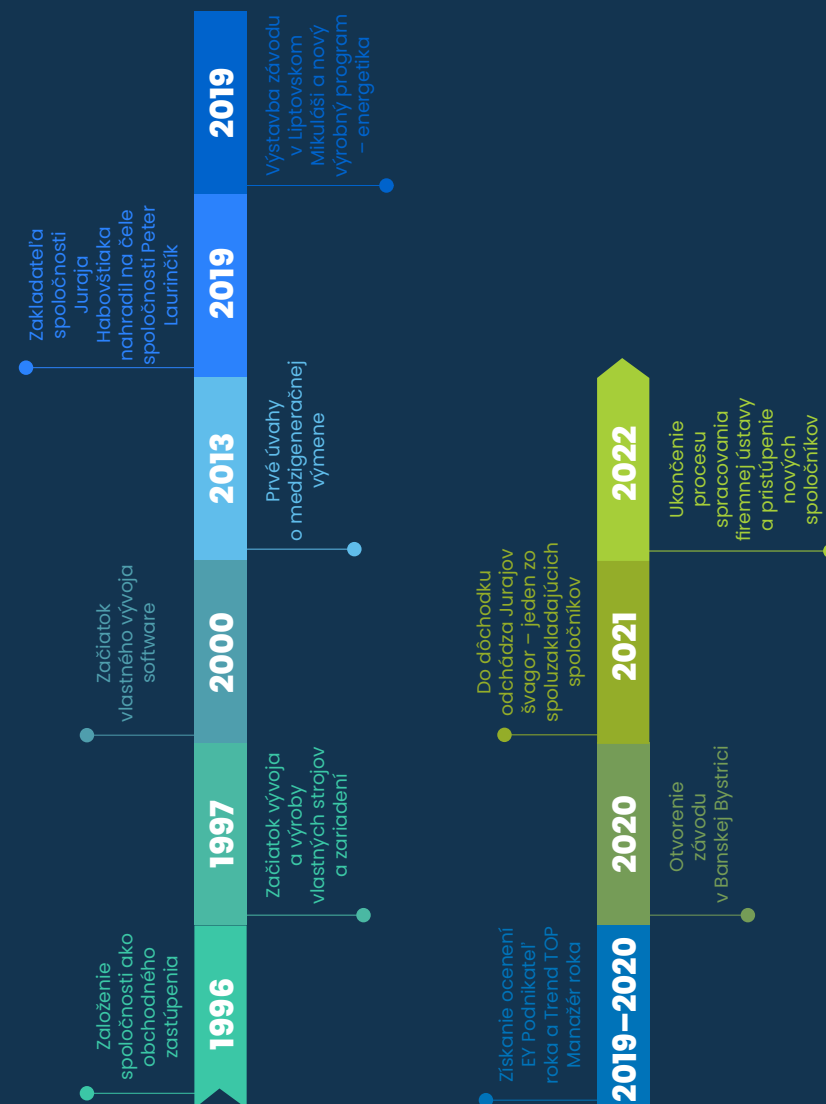 1996
Založenie
spoločnosti ako
obchodného
zastúpenia
1997
Začiatok vývoja
a výroby
vlastných strojov
a zariadení
2000
Začiatok
vlastného vývoja
software
2013
Prvé úvahy
o medzigeneračnej
výmene
2019
Zakladateľa
spoločnosti
Juraja
Habovštiaka
nahradil na čele
spoločnosti Peter
Laurinčík
2019
Výstavba závodu
v Liptovskom
Mikuláši a nový
výrobný program
– energetika
2019–2020
Získanie ocenení
EY Podnikateľ
roka a Trend TOP
Manažér roka
2020
Otvorenie
závodu
v Banskej Bystrici
2021
Do dôchodku
odchádza Jurajov
švagor – jeden zo
spoluzakladajúcich
spoločníkov
2022
Ukončenie
procesu
spracovania
firemnej ústavy
a pristúpenie
nových
spoločníkov